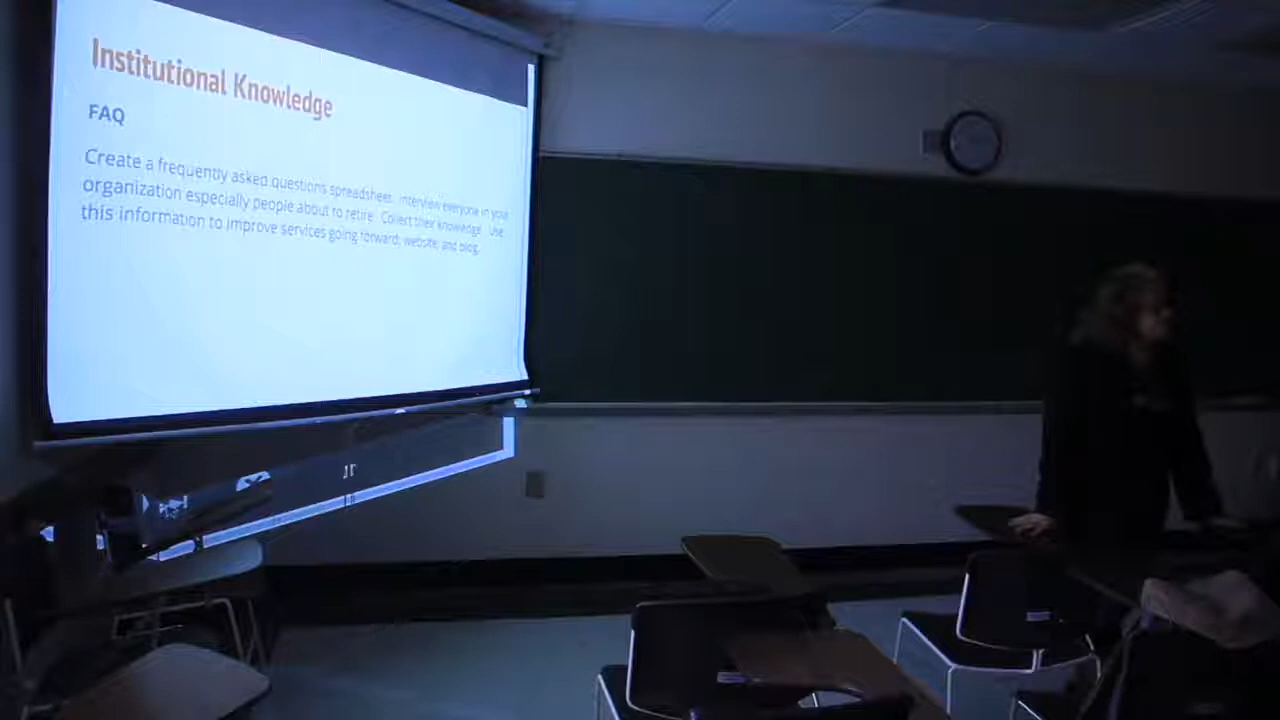 Institutional Knowledge
FAQ
Create a frequently asked questions spreadsheet. Interview everyone in your
organization especially people about to retire. Collect their knowledge. Use
this information to improve services going forward; website and blog.